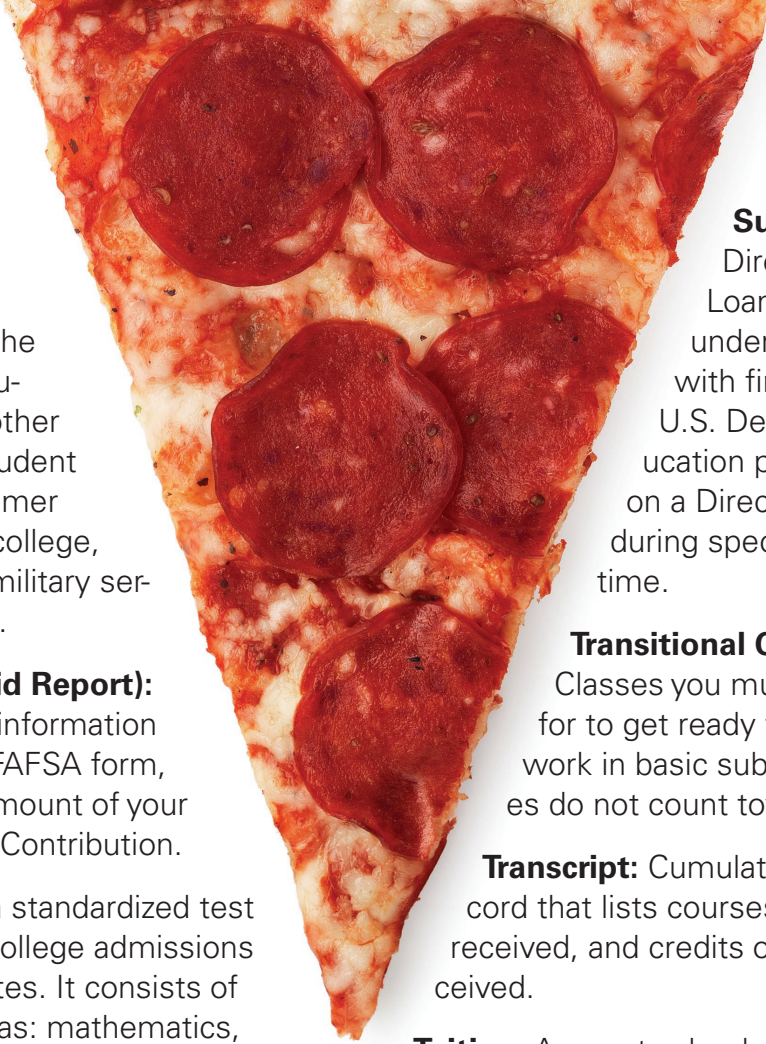 he
u-
other
udent
mer
college,
military ser-
.
id Report):
information
FAFSA form,
mount of your
Contribution.
standardized test
ollege admissions
tes. It consists of
as: mathematics,
Su
Dire
Loan
under
with fin
U.S. De
ucation p
on a Direc
during spec
time.
Transitional C
Classes you mu
for to get ready
work in basic sub
es do not count to
Transcript: Cumulat
cord that lists courses
received, and credits o
ceived.